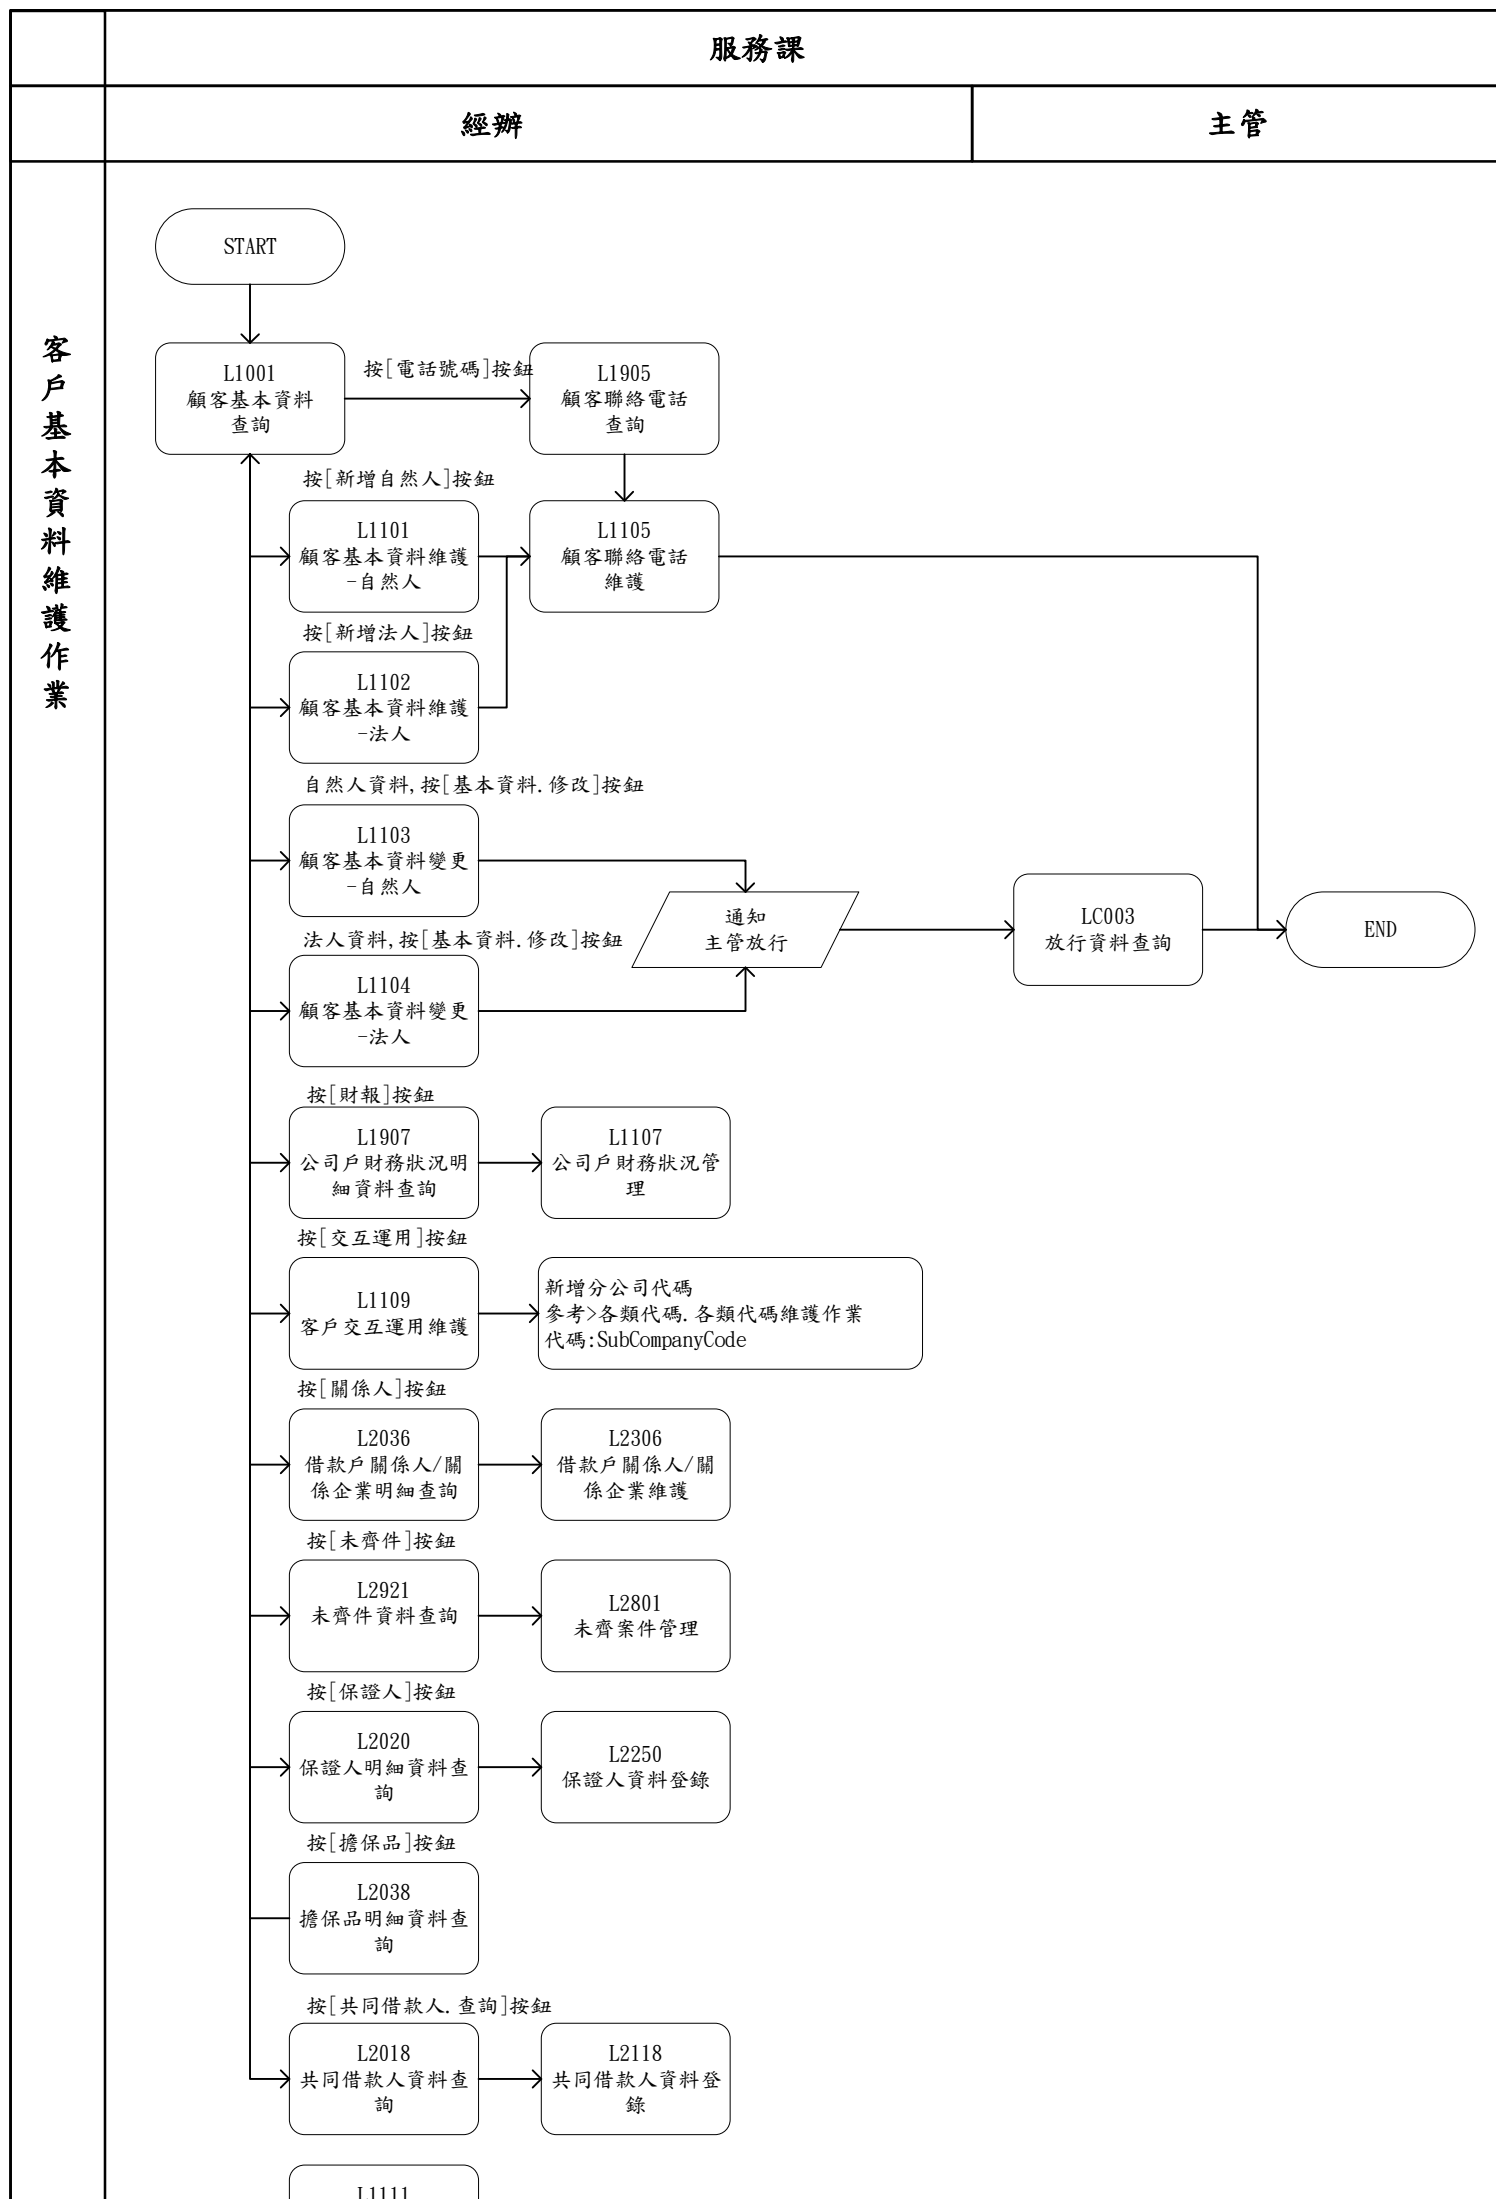 服務課
經辦
主管
客戶基本資料維護作業
START
L1001
顧客基本資料
查詢
按[電話號碼]按鈕
L1905
顧客聯絡電話
查詢
按[新增自然人]按鈕
L1101
顧客基本資料維護
-自然人
L1105
顧客聯絡電話
維護
按[新增法人]按鈕
L1102
顧客基本資料維護
-法人
自然人資料,按[基本資料.修改]按鈕
L1103
顧客基本資料變更
-自然人
通知
主管放行
LC003
放行資料查詢
END
法人資料,按[基本資料.修改]按鈕
L1104
顧客基本資料變更
-法人
按[財報]按鈕
L1907
公司戶財務狀況明
細資料查詢
L1107
公司戶財務狀況管
理
按[交互運用]按鈕
L1109
客戶交互運用維護
新增分公司代碼
參考>各類代碼.各類代碼維護作業
代碼:SubCompanyCode
按[關係人]按鈕
L2036
借款戶關係人/關
係企業明細查詢
L2306
借款戶關係人/關
係企業維護
按[未齊件]按鈕
L2921
未齊件資料查詢
L2801
未齊案件管理
按[保證人]按鈕
L2020
保證人明細資料查
詢
L2250
保證人資料登錄
按[擔保品]按鈕
L2038
擔保品明細資料查
詢
按[共同借款人.查詢]按鈕
L2018
共同借款人資料查
詢
L2118
共同借款人資料登
錄
L1111